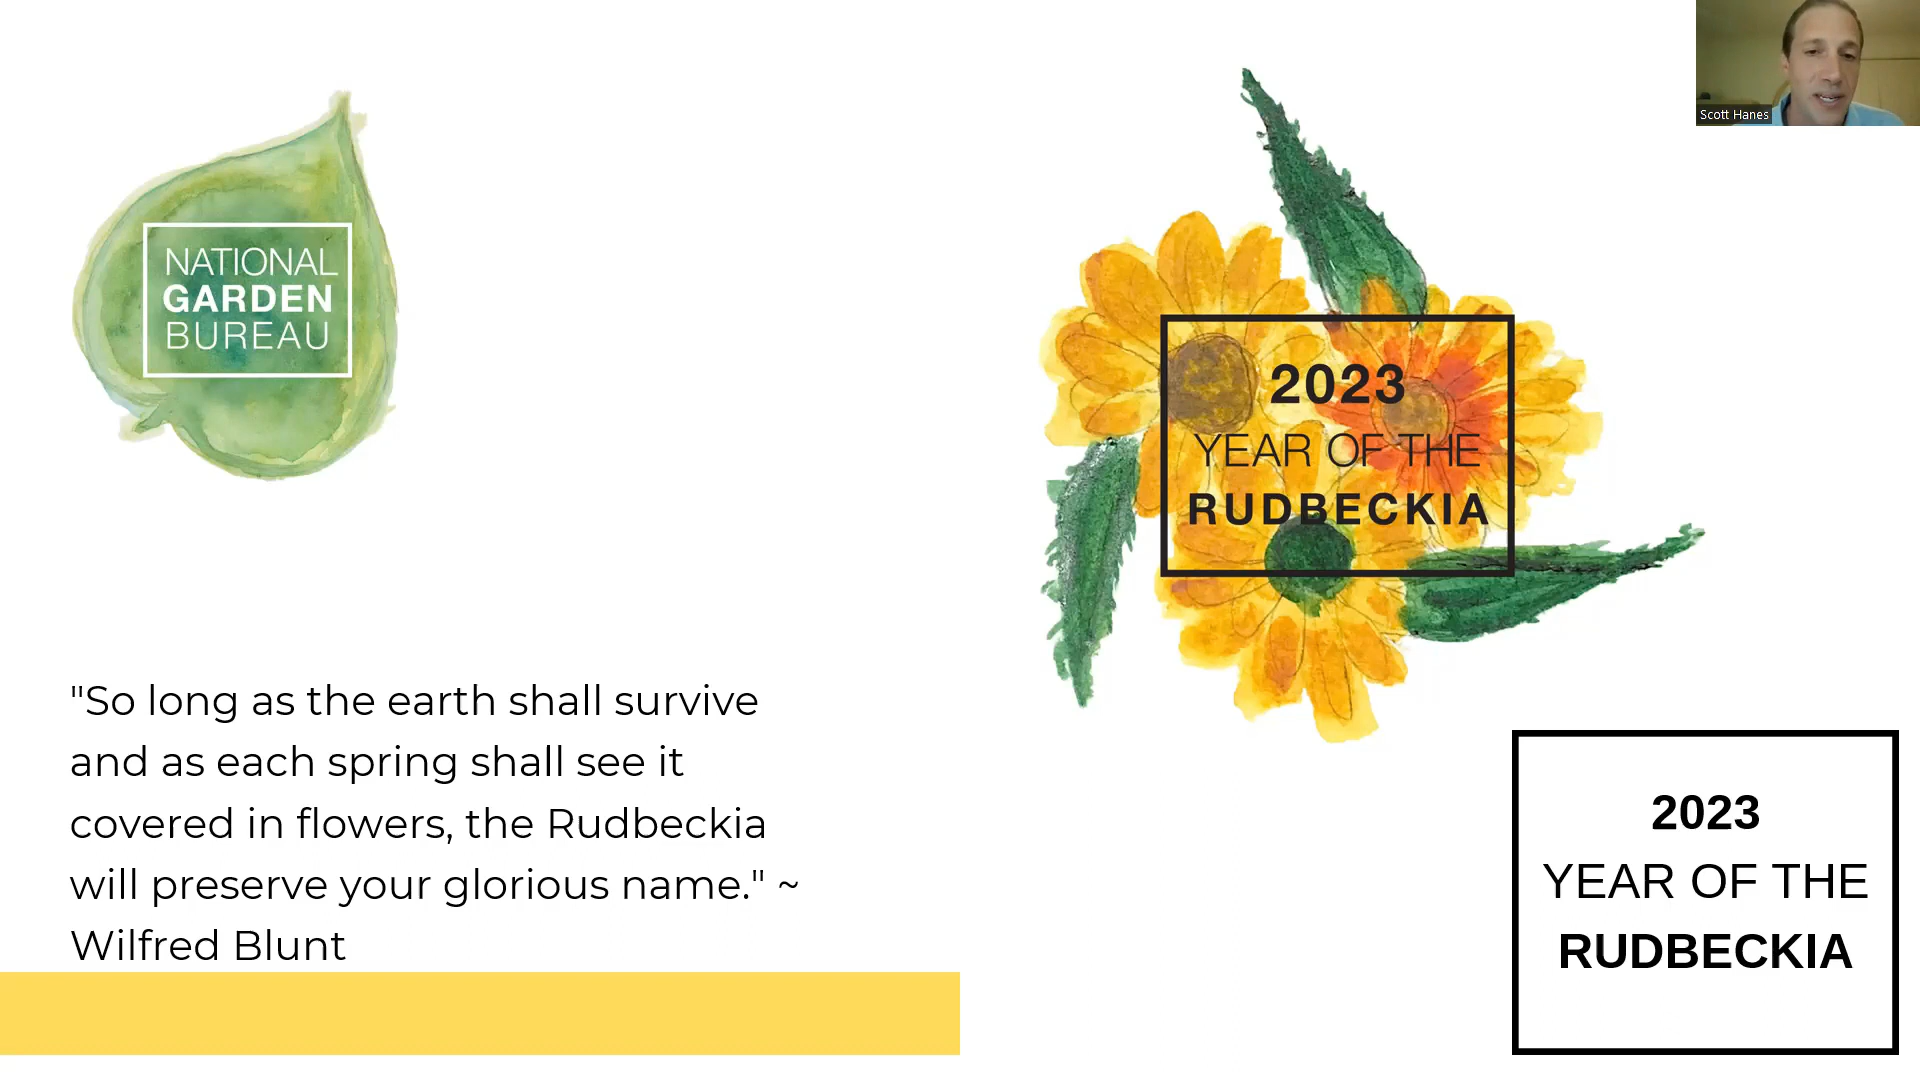 Scott Hanes
NATIONAL
GARDEN
BUREAU
2023
YEAR OF THE
RUDBECKIA
"So long as the earth shall survive
and as each spring shall see it
covered in flowers, the Rudbeckia
will preserve your glorious name." ~
Wilfred Blunt
2023
YEAR OF THE
RUDBECKIA